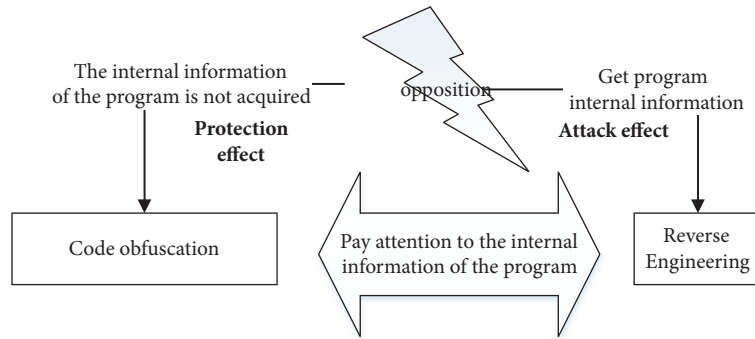 The internal information
of the program is not acquired
Protection
effect
opposition
Get program
internal information
Attack effect
Code obfuscation
Pay attention to the internal
information of the program
Reverse
Engineering